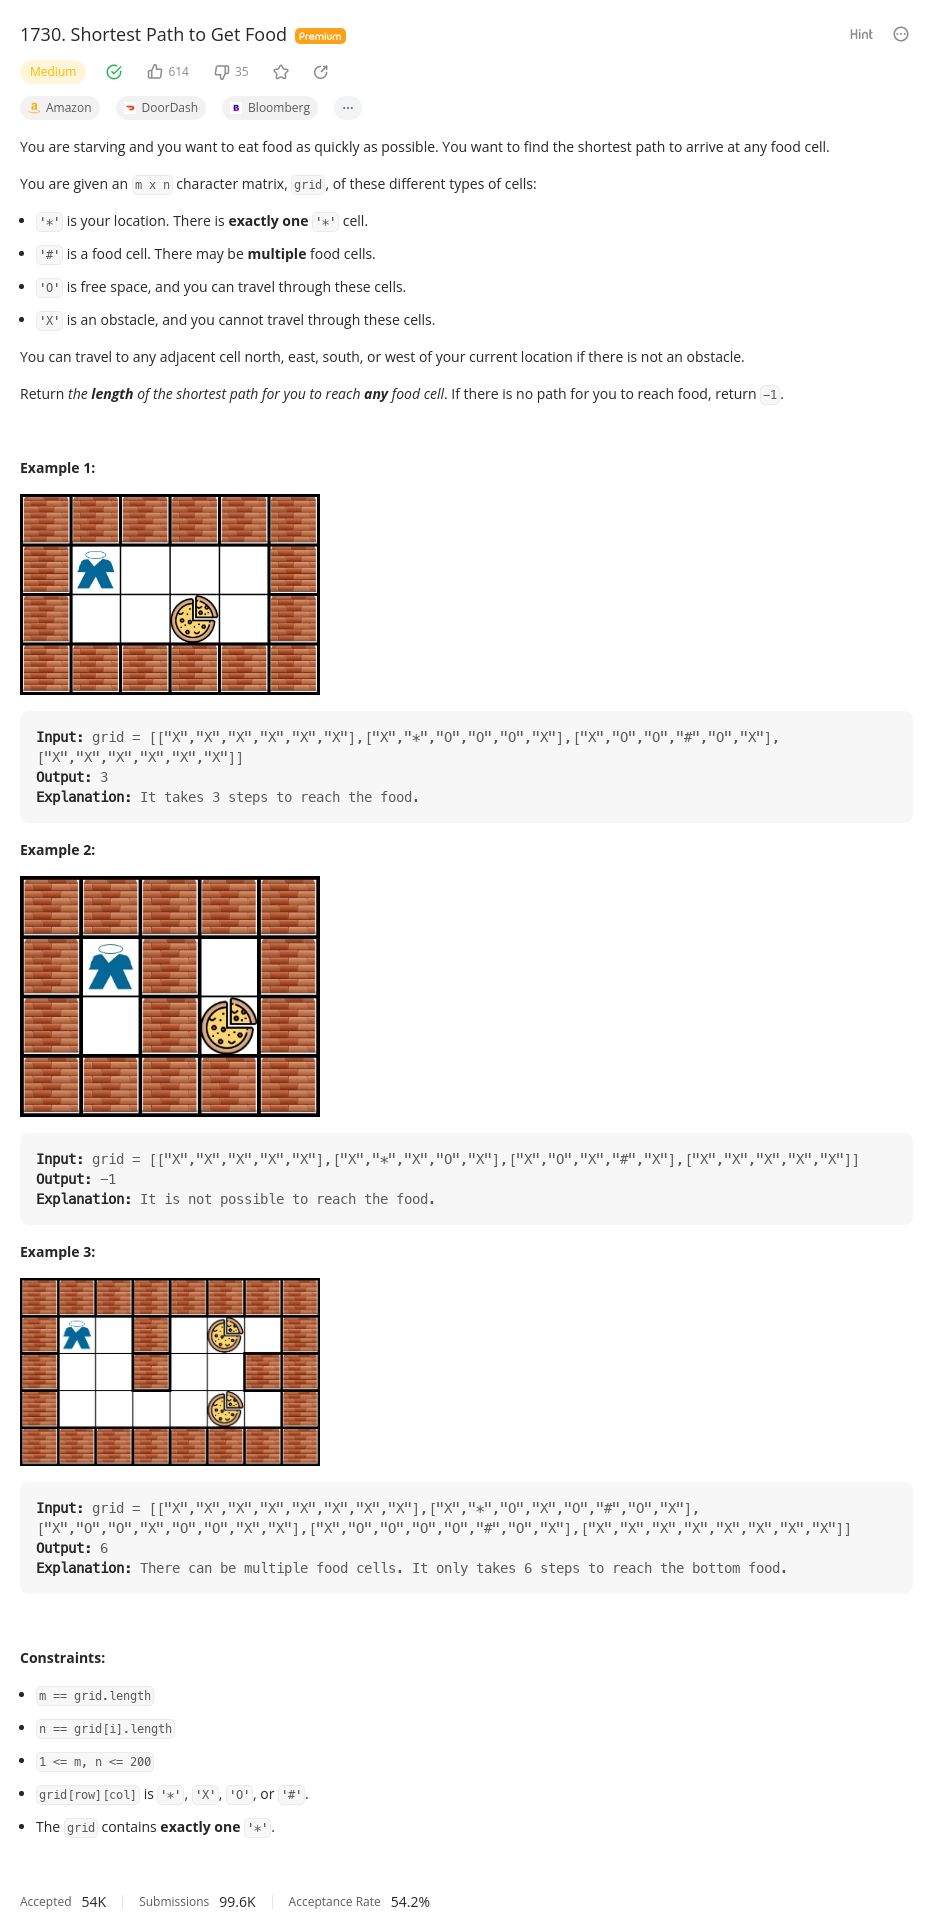 1730. Shortest Path to Get Food Premium Hint
Medium 614 35
Amazon DoorDash Bloomberg ...
You are starving and you want to eat food as quickly as possible. You want to find the shortest path to arrive at any food cell.
You are given an m x n character matrix, grid, of these different types of cells:
• '*' is your location. There is exactly one '*' cell.
• '#' is a food cell. There may be multiple food cells.
• 'O' is free space, and you can travel through these cells.
• 'X' is an obstacle, and you cannot travel through these cells.
You can travel to any adjacent cell north, east, south, or west of your current location if there is not an obstacle.
Return the length of the shortest path for you to reach any food cell. If there is no path for you to reach food, return -1.
Example 1:
Input: grid = [["X","X","X","X","X","X"],["X","*","O","O","O","X"],["X","O","O","#","O","X"],
["X","X","X","X","X","X"]]
Output: 3
Explanation: It takes 3 steps to reach the food.
Example 2:
Input: grid = [["X","X","X","X","X"],["X","*","X","O","X"],["X","O","X","#","X"],["X","X","X","X","X"]]
Output: -1
Explanation: It is not possible to reach the food.
Example 3:
Input: grid = [["X","X","X","X","X","X","X","X"],["X","*","O","X","O","#","O","X"],
["X","O","O","X","O","O","X","X"],["X","O","O","O","O","#","O","X"],["X","X","X","X","X","X","X","X"]]
Output: 6
Explanation: There can be multiple food cells. It only takes 6 steps to reach the bottom food.
Constraints:
• m == grid.length
• n == grid[i].length
• 1 <= m, n <= 200
• grid[row][col] is '*', 'X', 'O', or '#'.
• The grid contains exactly one '*'.
Accepted 54K Submissions 99.6K Acceptance Rate 54.2%